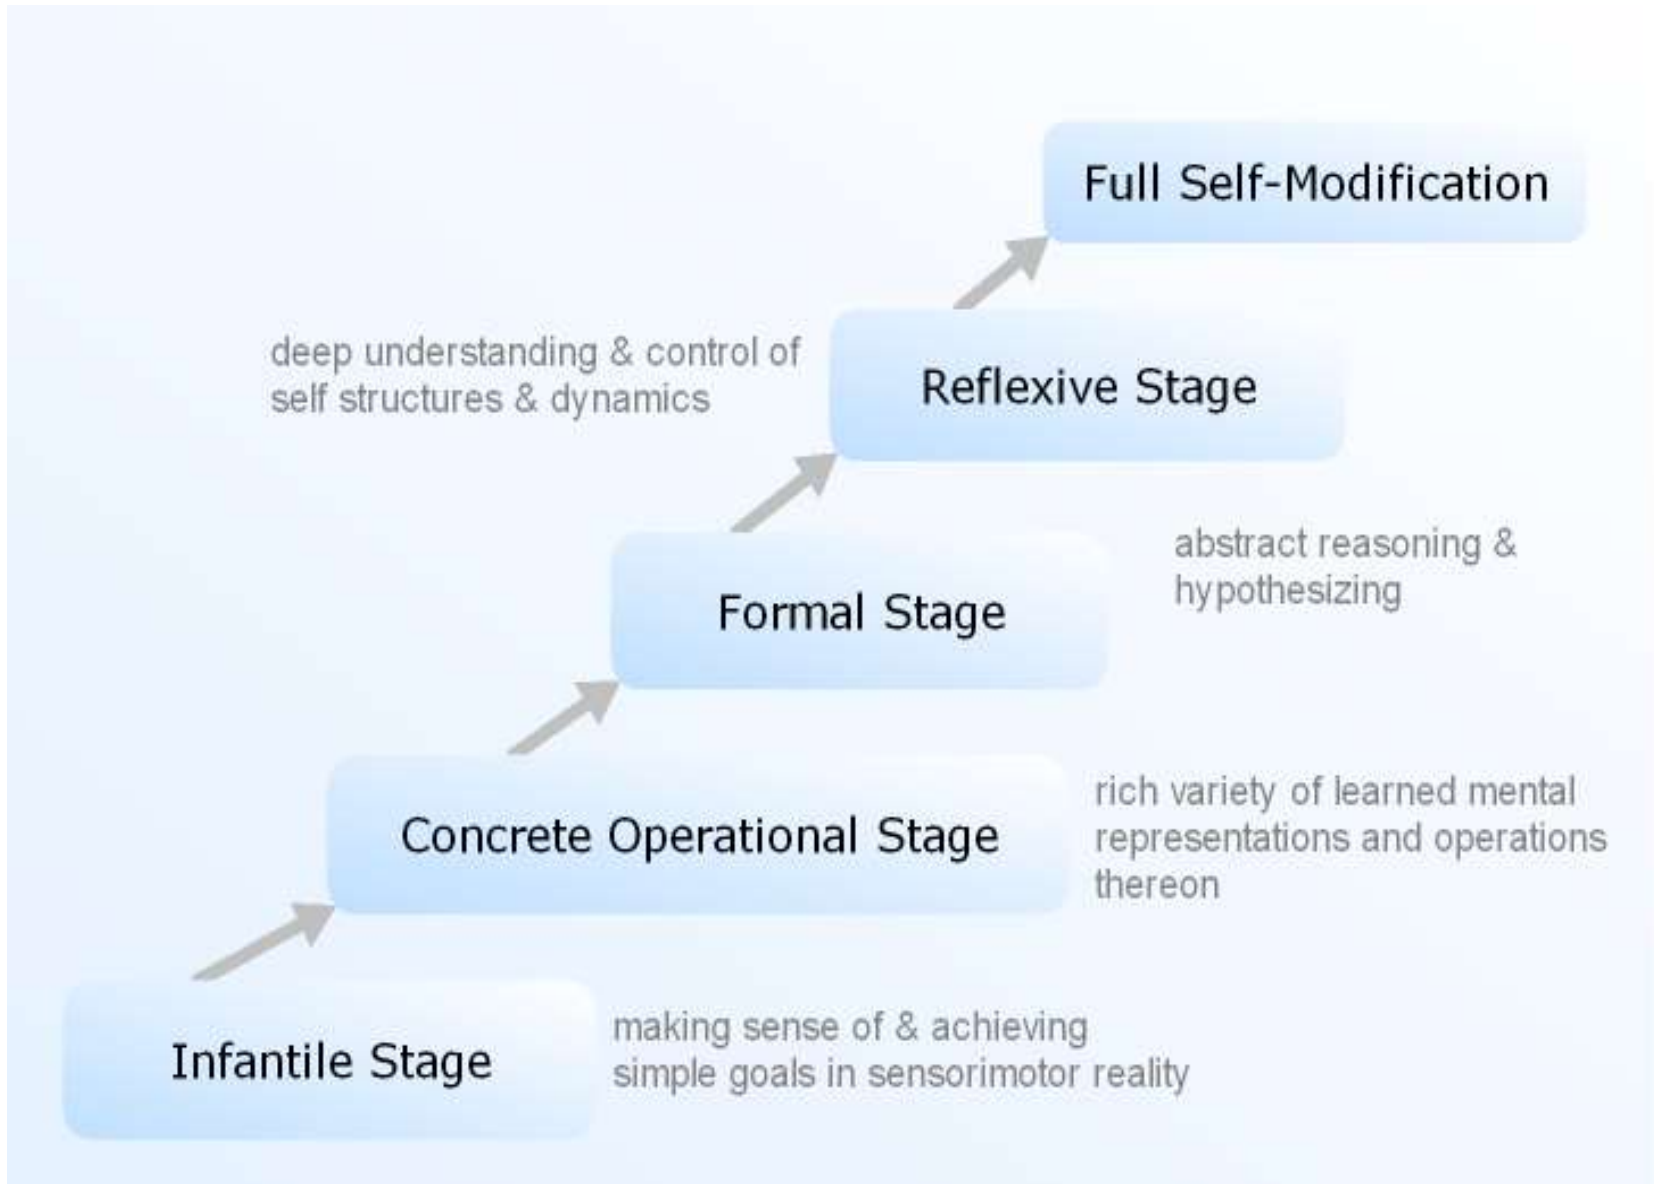 Full Self-Modification
deep understanding & control of
self structures & dynamics
Reflexive Stage
abstract reasoning &
hypothesizing
Formal Stage
rich variety of learned mental
representations and operations
thereon
Concrete Operational Stage
making sense of & achieving
simple goals in sensorimotor reality
Infantile Stage